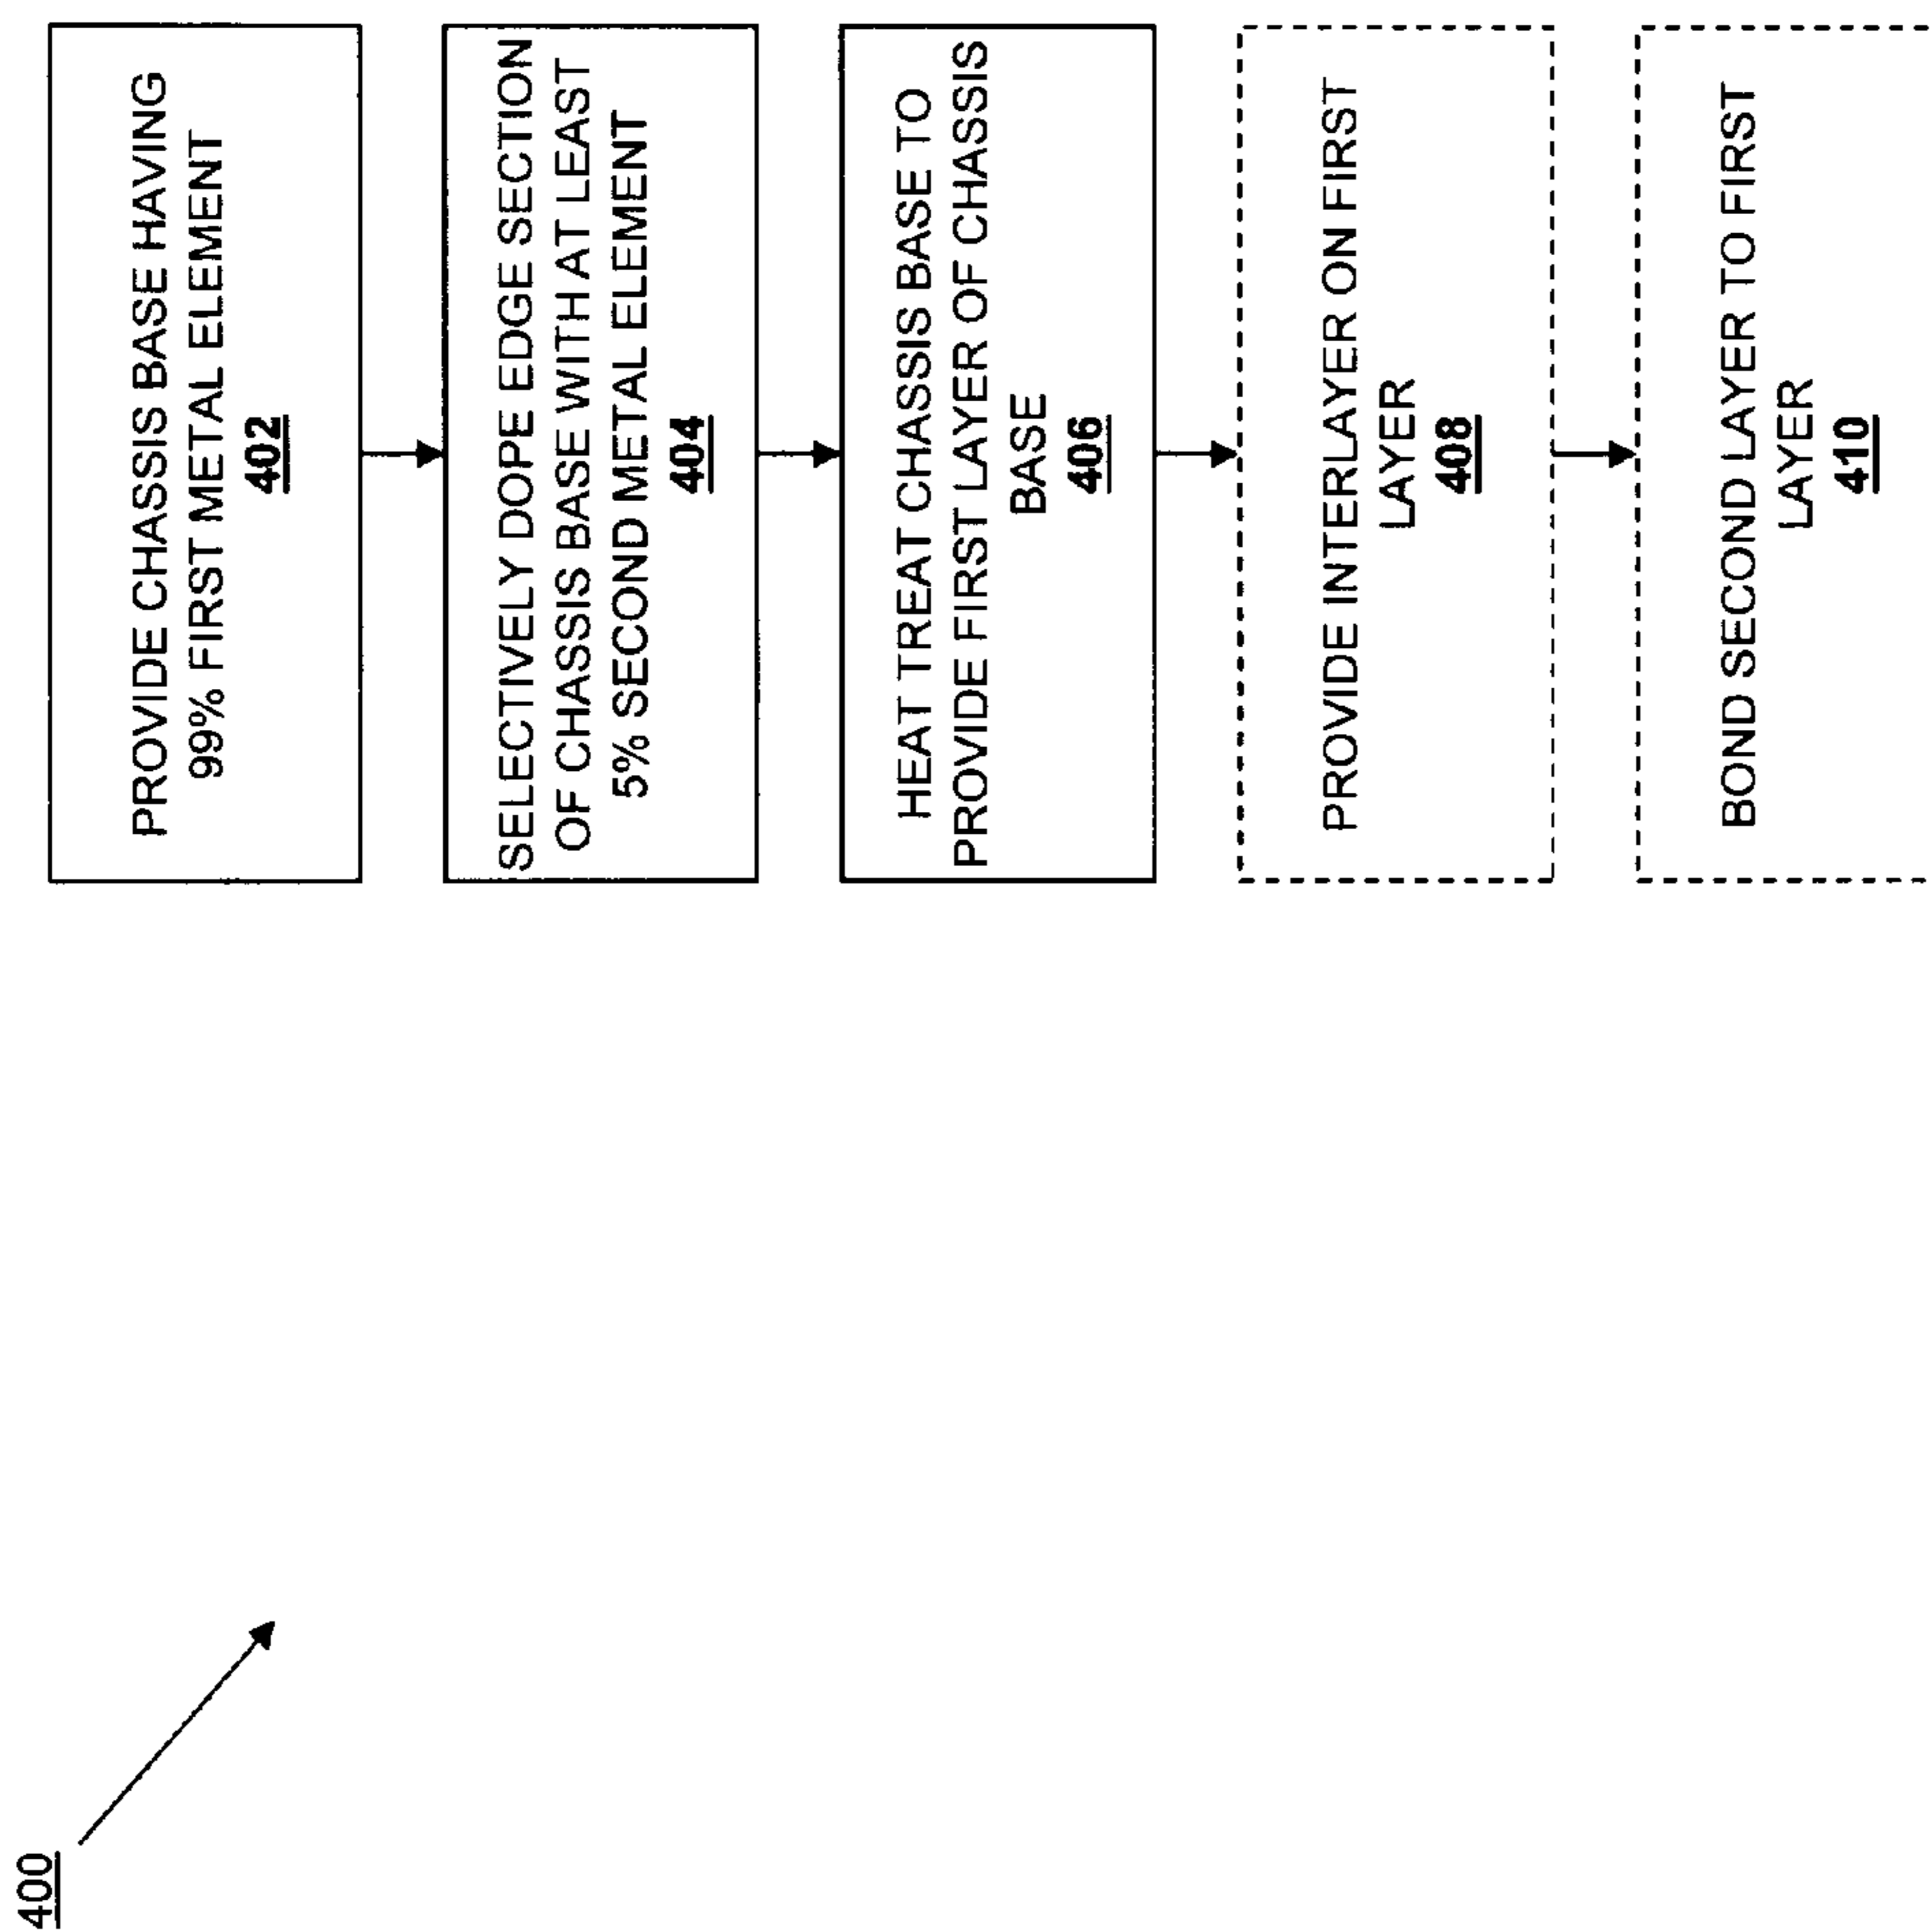 400
PROVIDE CHASSIS BASE HAVING
99% FIRST METAL ELEMENT
402
SELECTIVELY DOPE EDGE SECTION
OF CHASSIS BASE WITH AT LEAST
5% SECOND METAL ELEMENT
404
HEAT TREAT CHASSIS BASE TO
PROVIDE FIRST LAYER OF CHASSIS
BASE
406
PROVIDE INTERLAYER ON FIRST
LAYER
408
BOND SECOND LAYER TO FIRST
LAYER
410